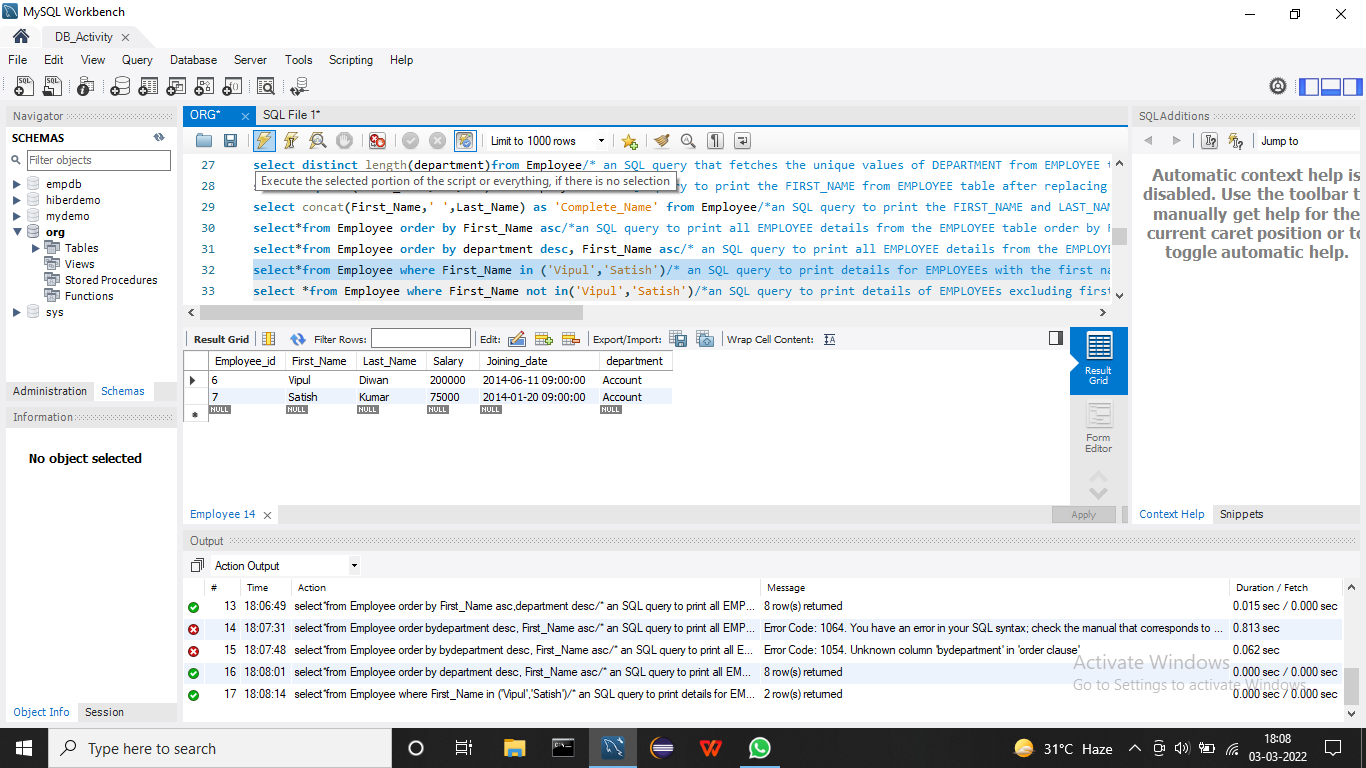 MySQL Workbench
DB_Activity
File Edit View Query Database Server Tools Scripting Help
Navigator
SCHEMAS
Filter objects
empdb
hiberdemo
mydemo
org
Tables
Views
Stored Procedures
Functions
sys
Administration Schemas
Information
No object selected
Object Info Session
ORG* SQL File 1*
Limit to 1000 rows
27 select distinct length(department)from Employee/* an SQL query that fetches the unique values of DEPARTMENT from EMPLOYEE
Execute the selected portion of the script or everything, if there is no selection
28 y to print the FIRST_NAME from EMPLOYEE table after replacing
29 select concat(First_Name,' ',Last_Name) as 'Complete_Name' from Employee/*an SQL query to print the FIRST_NAME and LAST_NAM
30 select*from Employee order by First_Name asc/*an SQL query to print all EMPLOYEE details from the EMPLOYEE table order by F
31 select*from Employee order by department desc, First_Name asc/* an SQL query to print all EMPLOYEE details from the EMPLOYE
32 select*from Employee where First_Name in ('Vipul','Satish')/* an SQL query to print details for EMPLOYEEs with the first na
33 select *from Employee where First_Name not in('Vipul','Satish')/*an SQL query to print details of EMPLOYEEs excluding first
Result Grid Filter Rows: Edit: Export/Import: Wrap Cell Content:
Employee_id First_Name Last_Name Salary Joining_date department
6 Vipul Diwan 200000 2014-06-11 09:00:00 Account
7 Satish Kumar 75000 2014-01-20 09:00:00 Account
NULL NULL NULL NULL NULL NULL
Result Grid
Form Editor
Employee 14
Apply
SQLAdditions
Jump to
Automatic context help is
disabled. Use the toolbar t
manually get help for the
current caret position or to
toggle automatic help.
Context Help Snippets
Output
Action Output
# Time Action Message Duration / Fetch
13 18:06:49 select*from Employee order by First_Name asc,department desc/* an SQL query to print all EMP... 8 row(s) returned 0.015 sec / 0.000 sec
14 18:07:31 select*from Employee order bydepartment desc, First_Name asc/* an SQL query to print all EMP... Error Code: 1064. You have an error in your SQL syntax; check the manual that corresponds to ... 0.813 sec
15 18:07:48 select*from Employee order by bydepartment desc, First_Name asc/* an SQL query to print all E... Error Code: 1054. Unknown column 'bydepartment' in 'order clause' 0.062 sec
16 18:08:01 select*from Employee order by department desc, First_Name asc/* an SQL query to print all EM... 8 row(s) returned 0.000 sec / 0.000 sec
17 18:08:14 select*from Employee where First_Name in ('Vipul','Satish')/* an SQL query to print details for EM... 2 row(s) returned 0.000 sec / 0.000 sec
Activate Windows
Go to Settings to activate Windows.
Type here to search
31°C Haze
18:08
03-03-2022